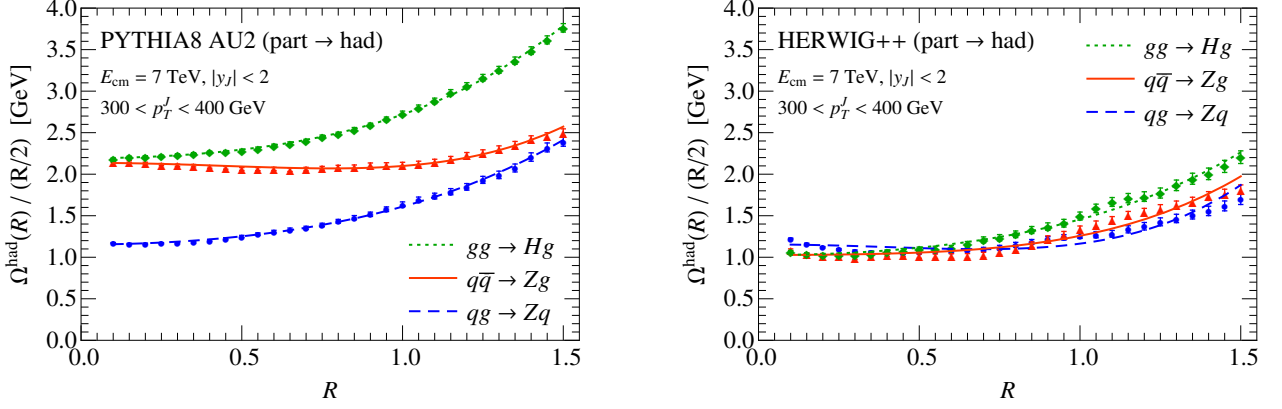 PYTHIA8 AU2 (part → had)
E_cm = 7 TeV, |y_J| < 2
300 < p_T^J < 400 GeV
gg → Hg
qq̅ → Zg
qg → Zq
Ω^had(R) / (R/2) [GeV]
4.0
3.5
3.0
2.5
2.0
1.5
1.0
0.5
0.0
0.0 0.5 1.0 1.5
R
HERWIG++ (part → had)
E_cm = 7 TeV, |y_J| < 2
300 < p_T^J < 400 GeV
gg → Hg
qq̅ → Zg
qg → Zq
Ω^had(R) / (R/2) [GeV]
4.0
3.5
3.0
2.5
2.0
1.5
1.0
0.5
0.0
0.0 0.5 1.0 1.5
R